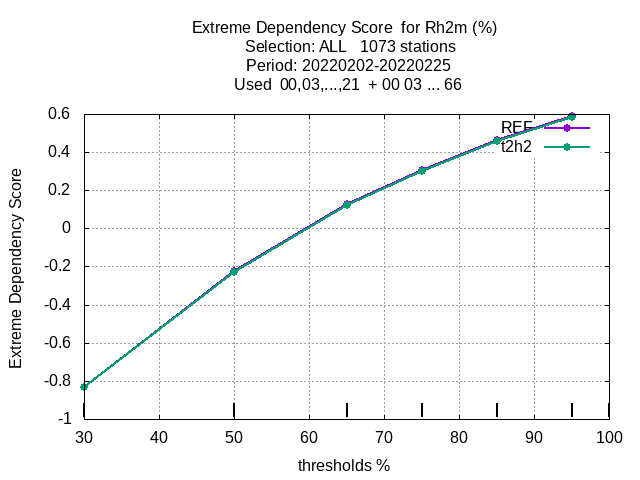 Extreme Dependency Score  for Rh2m (%)
Selection: ALL   1073 stations
Period: 20220202-20220225
Used  00,03,...,21  + 00 03 ... 66
0.6
0.4
0.2
0
-0.2
-0.4
-0.6
-0.8
-1
Extreme Dependency Score
REF
t2h2
30 40 50 60 70 80 90 100
thresholds %